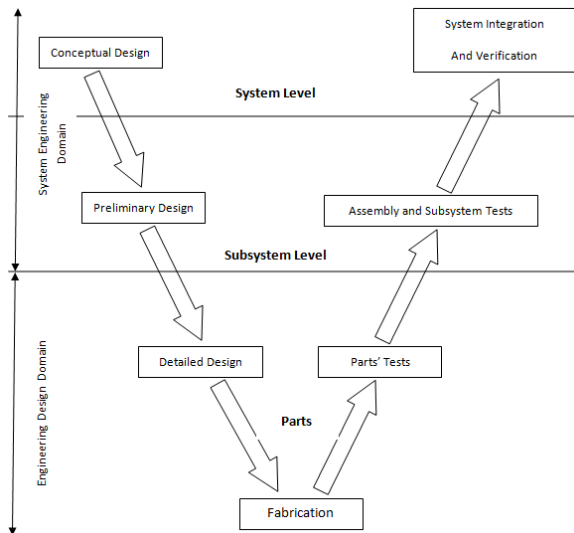 System Integration
And Verification
Conceptual Design
System Level
System Engineering
Domain
Preliminary Design
Assembly and Subsystem Tests
Subsystem Level
Detailed Design
Parts' Tests
Engineering Design Domain
Parts
Fabrication